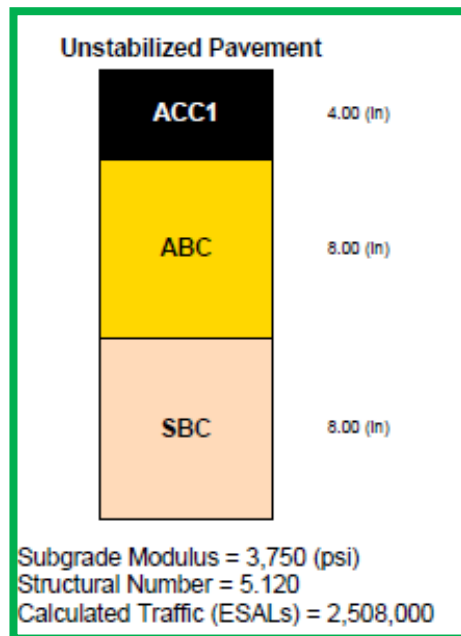 Unstabilized Pavement
ACC1 4.00 (in)
ABC 8.00 (in)
SBC 8.00 (in)
Subgrade Modulus = 3,750 (psi)
Structural Number = 5.120
Calculated Traffic (ESALs) = 2,508,000